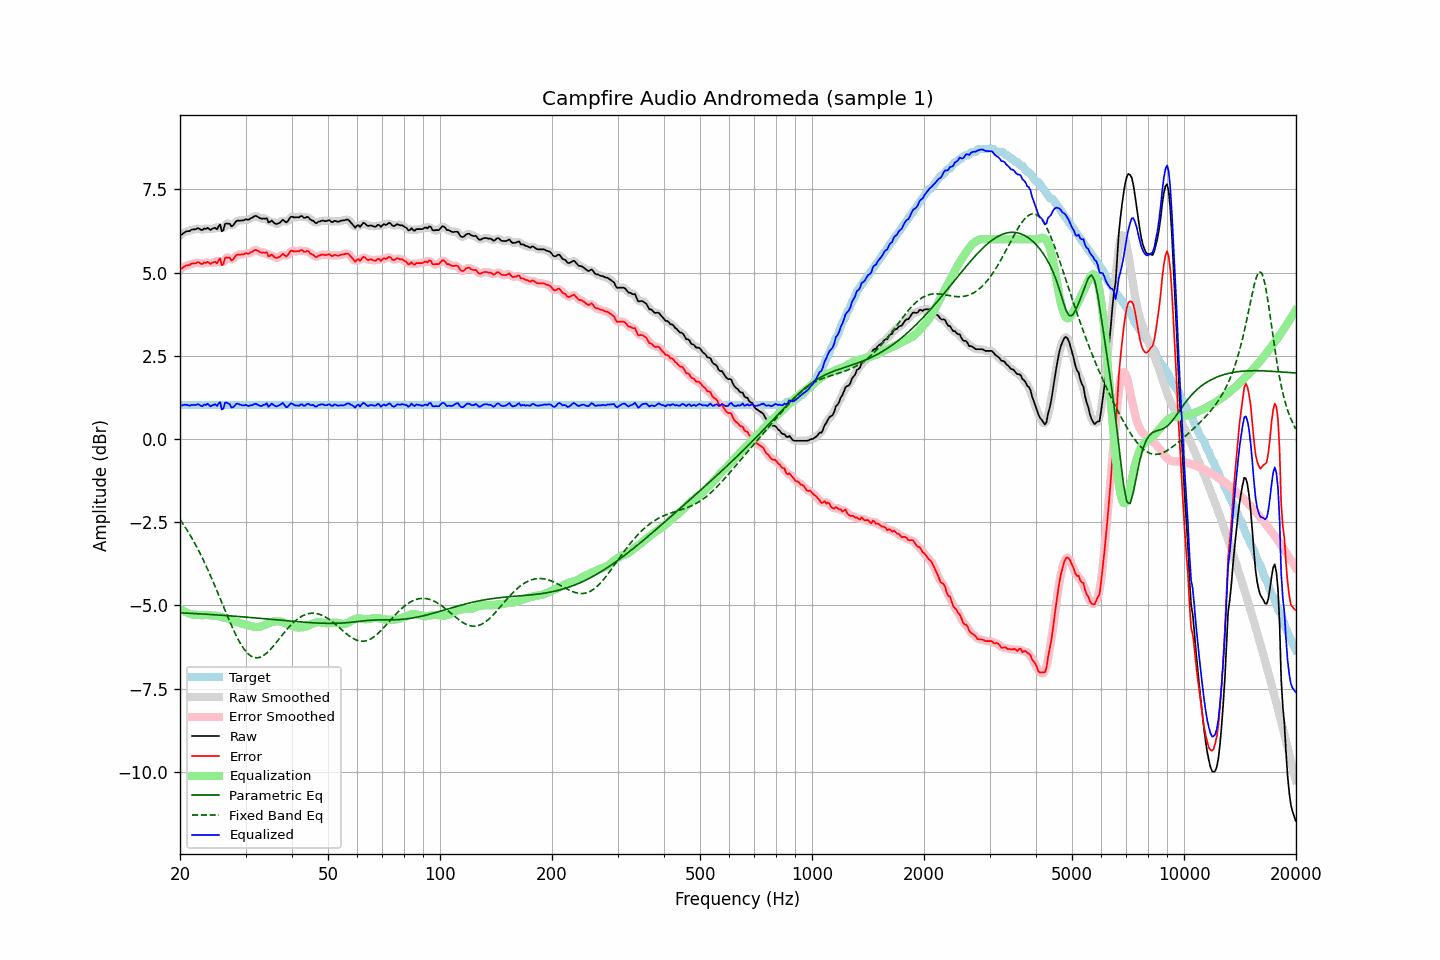 Campfire Audio Andromeda (sample 1)
7.5
5.0
2.5
0.0
−2.5
−5.0
−7.5
−10.0
Amplitude (dBr)
Target
Raw Smoothed
Error Smoothed
Raw
Error
Equalization
Parametric Eq
Fixed Band Eq
Equalized
20 50 100 200 500 1000 2000 5000 10000 20000
Frequency (Hz)